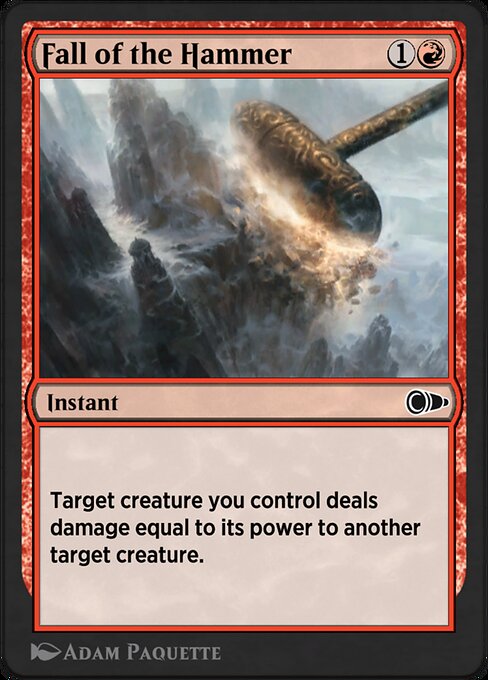 Fall of the Hammer 1
Instant
Target creature you control deals
damage equal to its power to another
target creature.
Adam Paquette